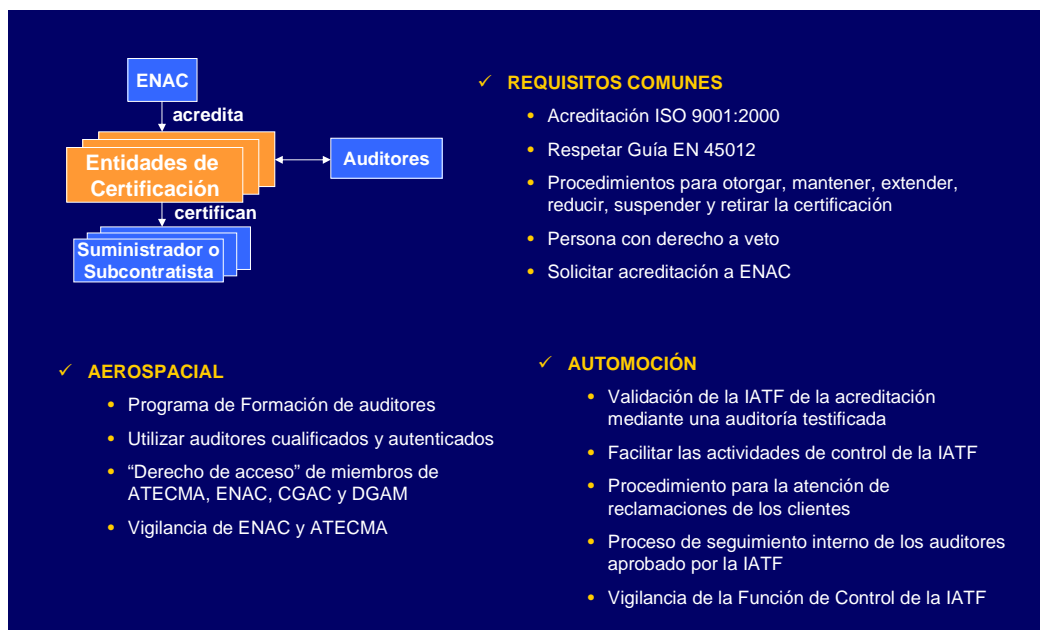 ENAC
acredita
Entidades de
Certificación
Auditores
certifican
Suministrador o
Subcontratista
✓ REQUISITOS COMUNES
• Acreditación ISO 9001:2000
• Respetar Guía EN 45012
• Procedimientos para otorgar, mantener, extender,
reducir, suspender y retirar la certificación
• Persona con derecho a veto
• Solicitar acreditación a ENAC
✓ AEROSPACIAL
• Programa de Formación de auditores
• Utilizar auditores cualificados y autenticados
• “Derecho de acceso” de miembros de
ATECMA, ENAC, CGAC y DGAM
• Vigilancia de ENAC y ATECMA
✓ AUTOMOCIÓN
• Validación de la IATF de la acreditación
mediante una auditoría testificada
• Facilitar las actividades de control de la IATF
• Procedimiento para la atención de
reclamaciones de los clientes
• Proceso de seguimiento interno de los auditores
aprobado por la IATF
• Vigilancia de la Función de Control de la IATF